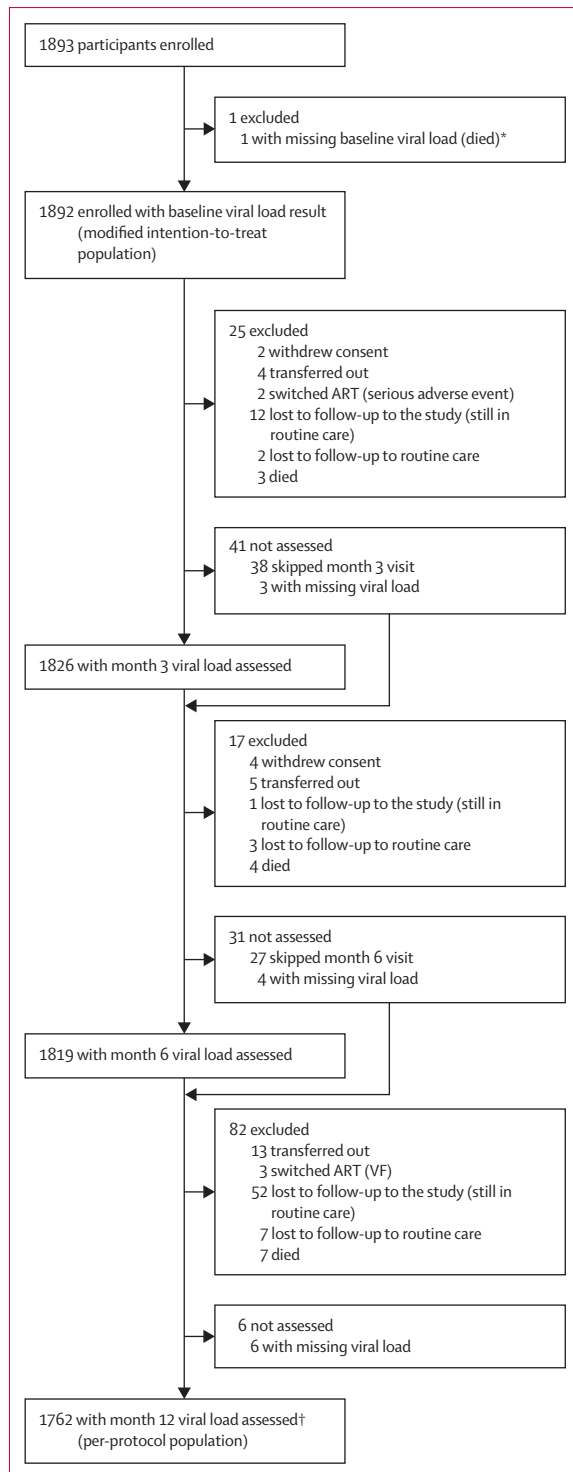 1893 participants enrolled
1 excluded
1 with missing baseline viral load (died)*
1892 enrolled with baseline viral load result
(modified intention-to-treat
population)
25 excluded
2 withdrew consent
4 transferred out
2 switched ART (serious adverse event)
12 lost to follow-up to the study (still in
routine care)
2 lost to follow-up to routine care
3 died
41 not assessed
38 skipped month 3 visit
3 with missing viral load
1826 with month 3 viral load assessed
17 excluded
4 withdrew consent
5 transferred out
1 lost to follow-up to the study (still in
routine care)
3 lost to follow-up to routine care
4 died
31 not assessed
27 skipped month 6 visit
4 with missing viral load
1819 with month 6 viral load assessed
82 excluded
13 transferred out
3 switched ART (VF)
52 lost to follow-up to the study (still in
routine care)
7 lost to follow-up to routine care
7 died
6 not assessed
6 with missing viral load
1762 with month 12 viral load assessed†
(per-protocol population)